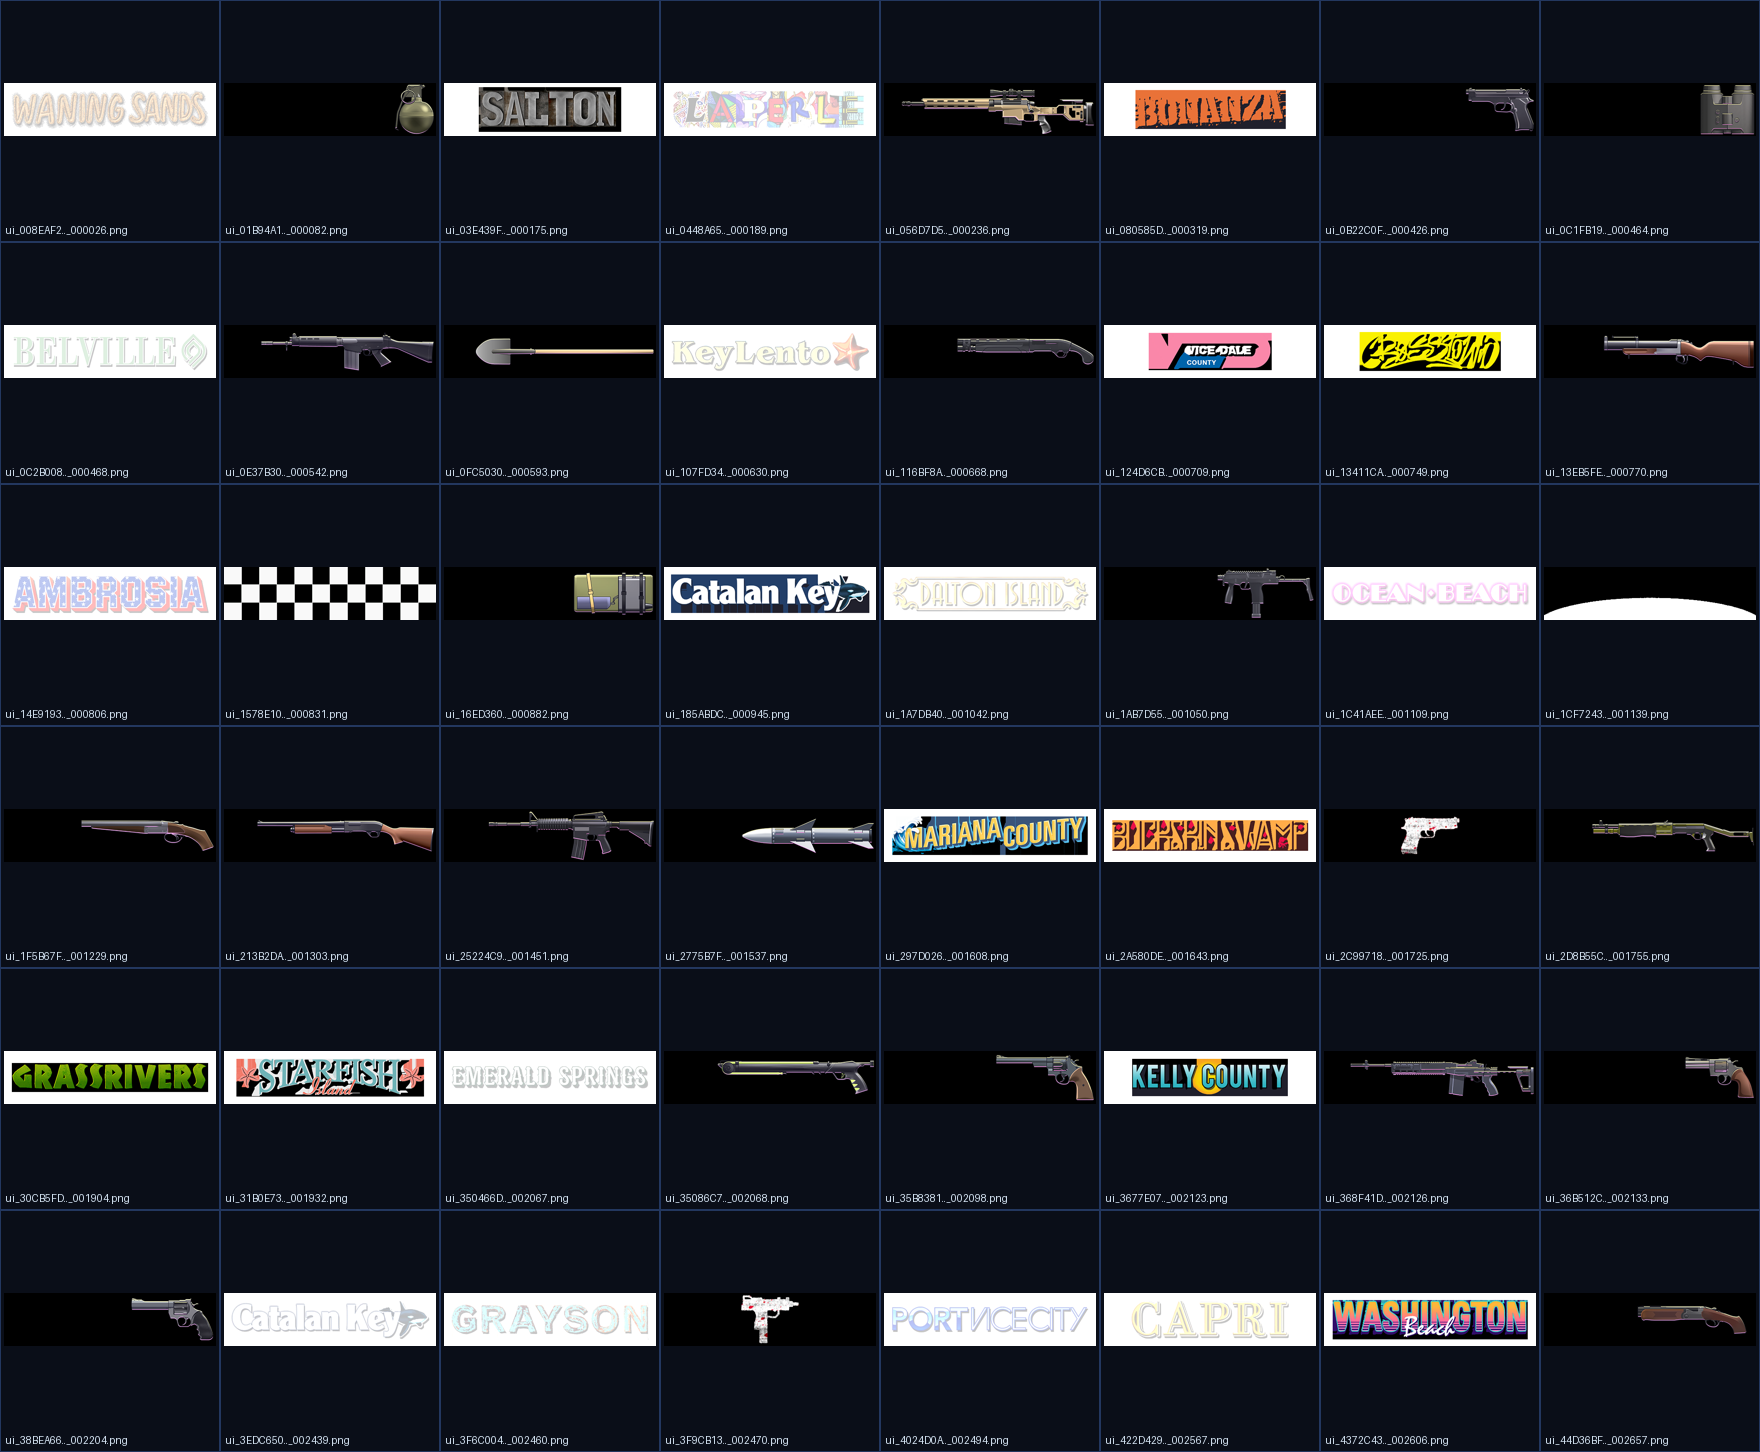 WANING SANDS
SALTON
LAPERLE
BONANZA
ui_008EAF2.._000026.png
ui_01B94A1.._000082.png
ui_03E439F.._000175.png
ui_0448A65.._000189.png
ui_056D7D5.._000236.png
ui_080585D.._000319.png
ui_0B22C0F.._000426.png
ui_0C1FB19.._000464.png
BELVILLE
KeyLento
VICE-DALE
COUNTY
ui_0C2B008.._000468.png
ui_0E37B30.._000542.png
ui_0FC5030.._000593.png
ui_107FD34.._000630.png
ui_116BF8A.._000668.png
ui_124D6CB.._000709.png
ui_13411CA.._000749.png
ui_13EB5FE.._000770.png
AMBROSIA
Catalan Key
DALTON ISLAND
OCEAN·BEACH
ui_14E9193.._000806.png
ui_1578E10.._000831.png
ui_16ED360.._000882.png
ui_185ABDC.._000945.png
ui_1A7DB40.._001042.png
ui_1AB7D55.._001050.png
ui_1C41AEE.._001109.png
ui_1CF7243.._001139.png
MARIANA COUNTY
SWAMP
ui_1F5B67F.._001229.png
ui_213B2DA.._001303.png
ui_25224C9.._001451.png
ui_2775B7F.._001537.png
ui_297D026.._001608.png
ui_2A580DE.._001643.png
ui_2C99718.._001725.png
ui_2D8B55C.._001755.png
GRASSRIVERS
STARFISH
Island
EMERALD SPRINGS
KELLY COUNTY
ui_30CB5FD.._001904.png
ui_31B0E73.._001932.png
ui_350466D.._002067.png
ui_35086C7.._002068.png
ui_35B8381.._002098.png
ui_3677E07.._002123.png
ui_368F41D.._002126.png
ui_36B512C.._002133.png
Catalan Key
GRAYSON
PORT VICE CITY
CAPRI
WASHINGTON
Beach
ui_38BEA66.._002204.png
ui_3EDC650.._002439.png
ui_3F6C004.._002460.png
ui_3F9CB13.._002470.png
ui_4024D0A.._002494.png
ui_422D429.._002567.png
ui_4372C43.._002606.png
ui_44D36BF.._002657.png